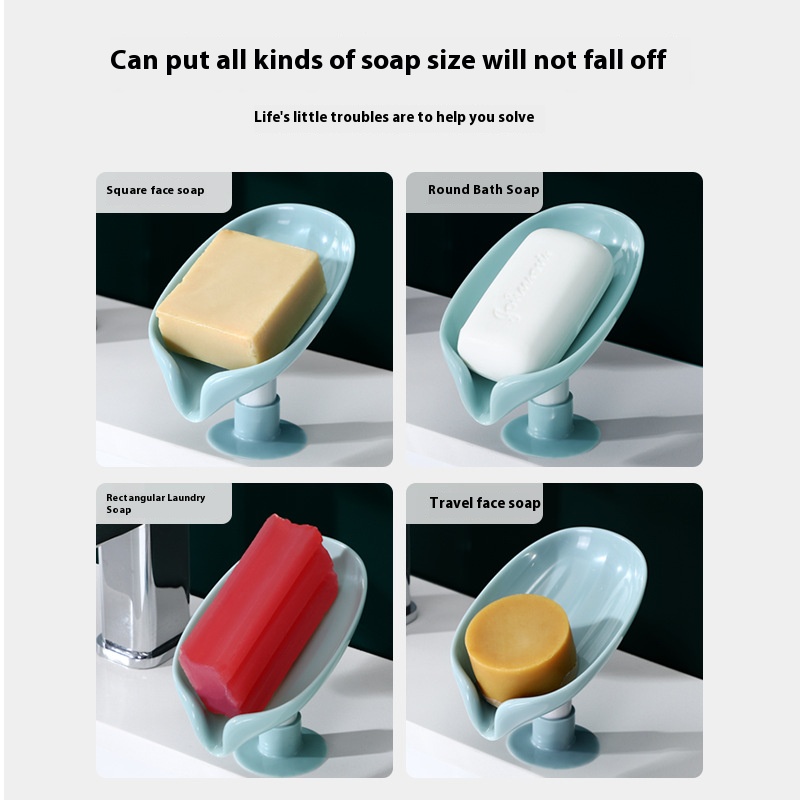 Can put all kinds of soap size will not fall off
Life's little troubles are to help you solve
Square face soap
Round Bath Soap
Rectangular Laundry
Soap
Travel face soap